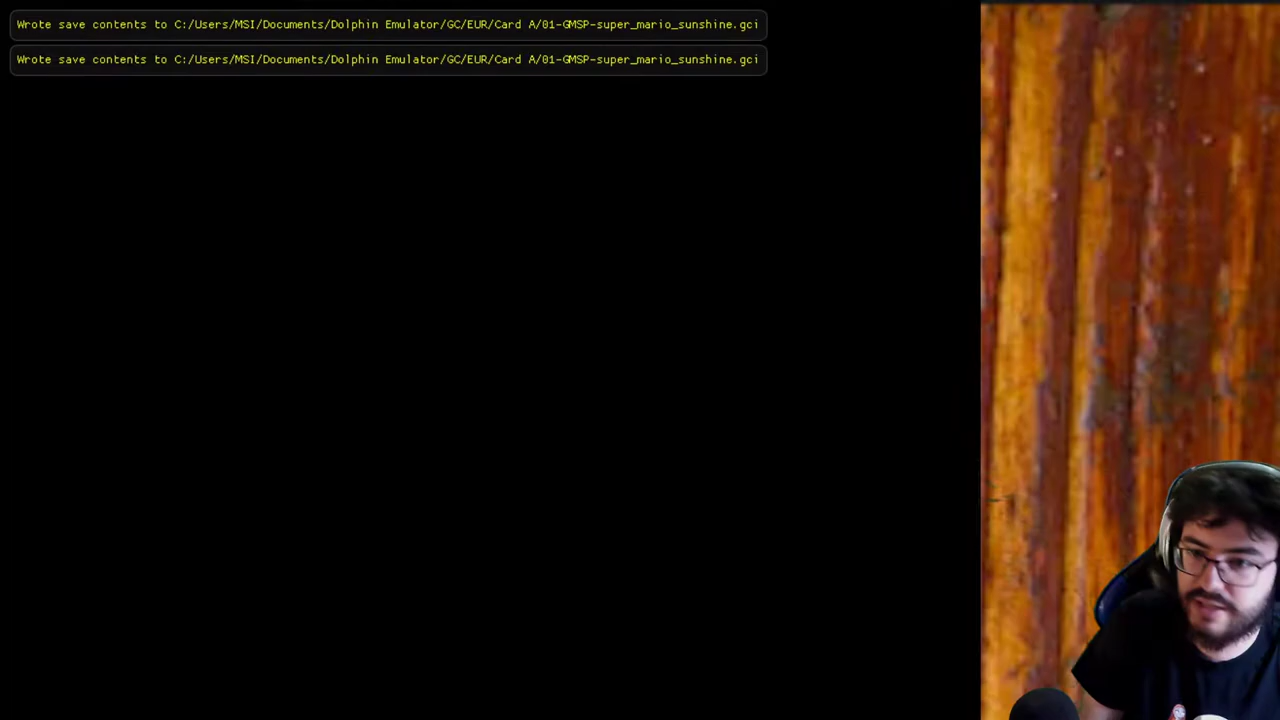 Wrote save contents to C:/Users/MSI/Documents/Dolphin Emulator/GC/EUR/Card A/01-GMSP-super_mario_sunshine.gci
Wrote save contents to C:/Users/MSI/Documents/Dolphin Emulator/GC/EUR/Card A/01-GMSP-super_mario_sunshine.gci